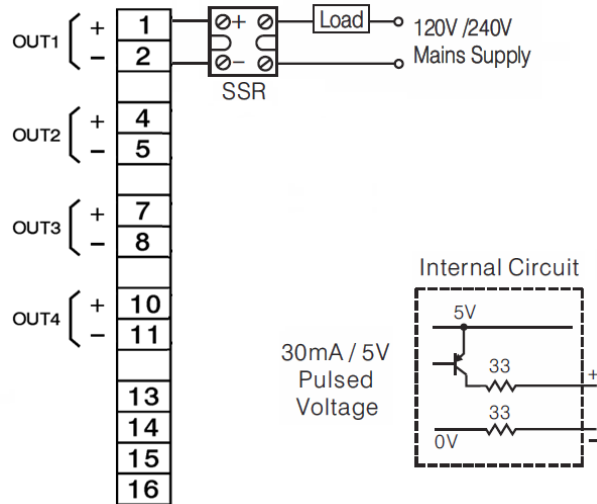 OUT1
+
−
1
2
+
−
SSR
Load
120V /240V
Mains Supply
OUT2
+
−
4
5
OUT3
+
−
7
8
OUT4
+
−
10
11
13
14
15
16
30mA / 5V
Pulsed
Voltage
Internal Circuit
5V
33
+
33
0V
−